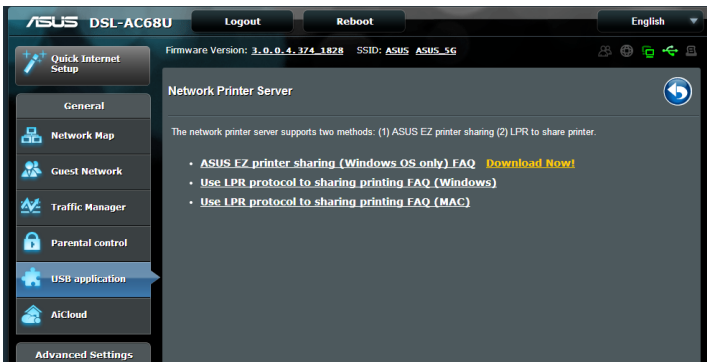 ASUS DSL-AC68U Logout Reboot English
Quick Internet
Setup
Firmware Version: 3.0.0.4.374_1828 SSID: ASUS ASUS_5G
General
Network Map
Guest Network
Traffic Manager
Parental control
USB application
AiCloud
Advanced Settings
Network Printer Server
The network printer server supports two methods: (1) ASUS EZ printer sharing (2) LPR to share printer.
ASUS EZ printer sharing (Windows OS only) FAQ Download Now!
Use LPR protocol to sharing printing FAQ (Windows)
Use LPR protocol to sharing printing FAQ (MAC)